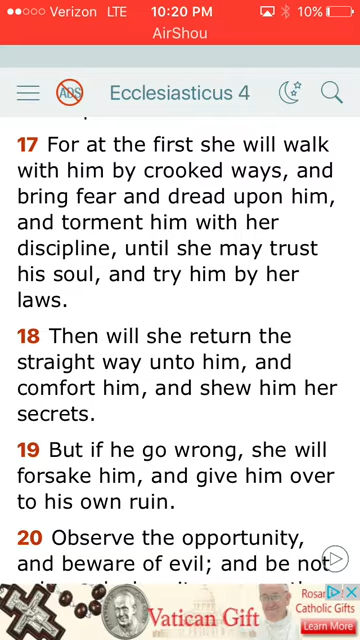 Verizon LTE 10:20 PM 10%
AirShou
ADS Ecclesiasticus 4
17 For at the first she will walk
with him by crooked ways, and
bring fear and dread upon him,
and torment him with her
discipline, until she may trust
his soul, and try him by her
laws.
18 Then will she return the
straight way unto him, and
comfort him, and shew him her
secrets.
19 But if he go wrong, she will
forsake him, and give him over
to his own ruin.
20 Observe the opportunity,
and beware of evil; and be not
Vatican Gift
Rosar
Catholic Gifts
Learn More